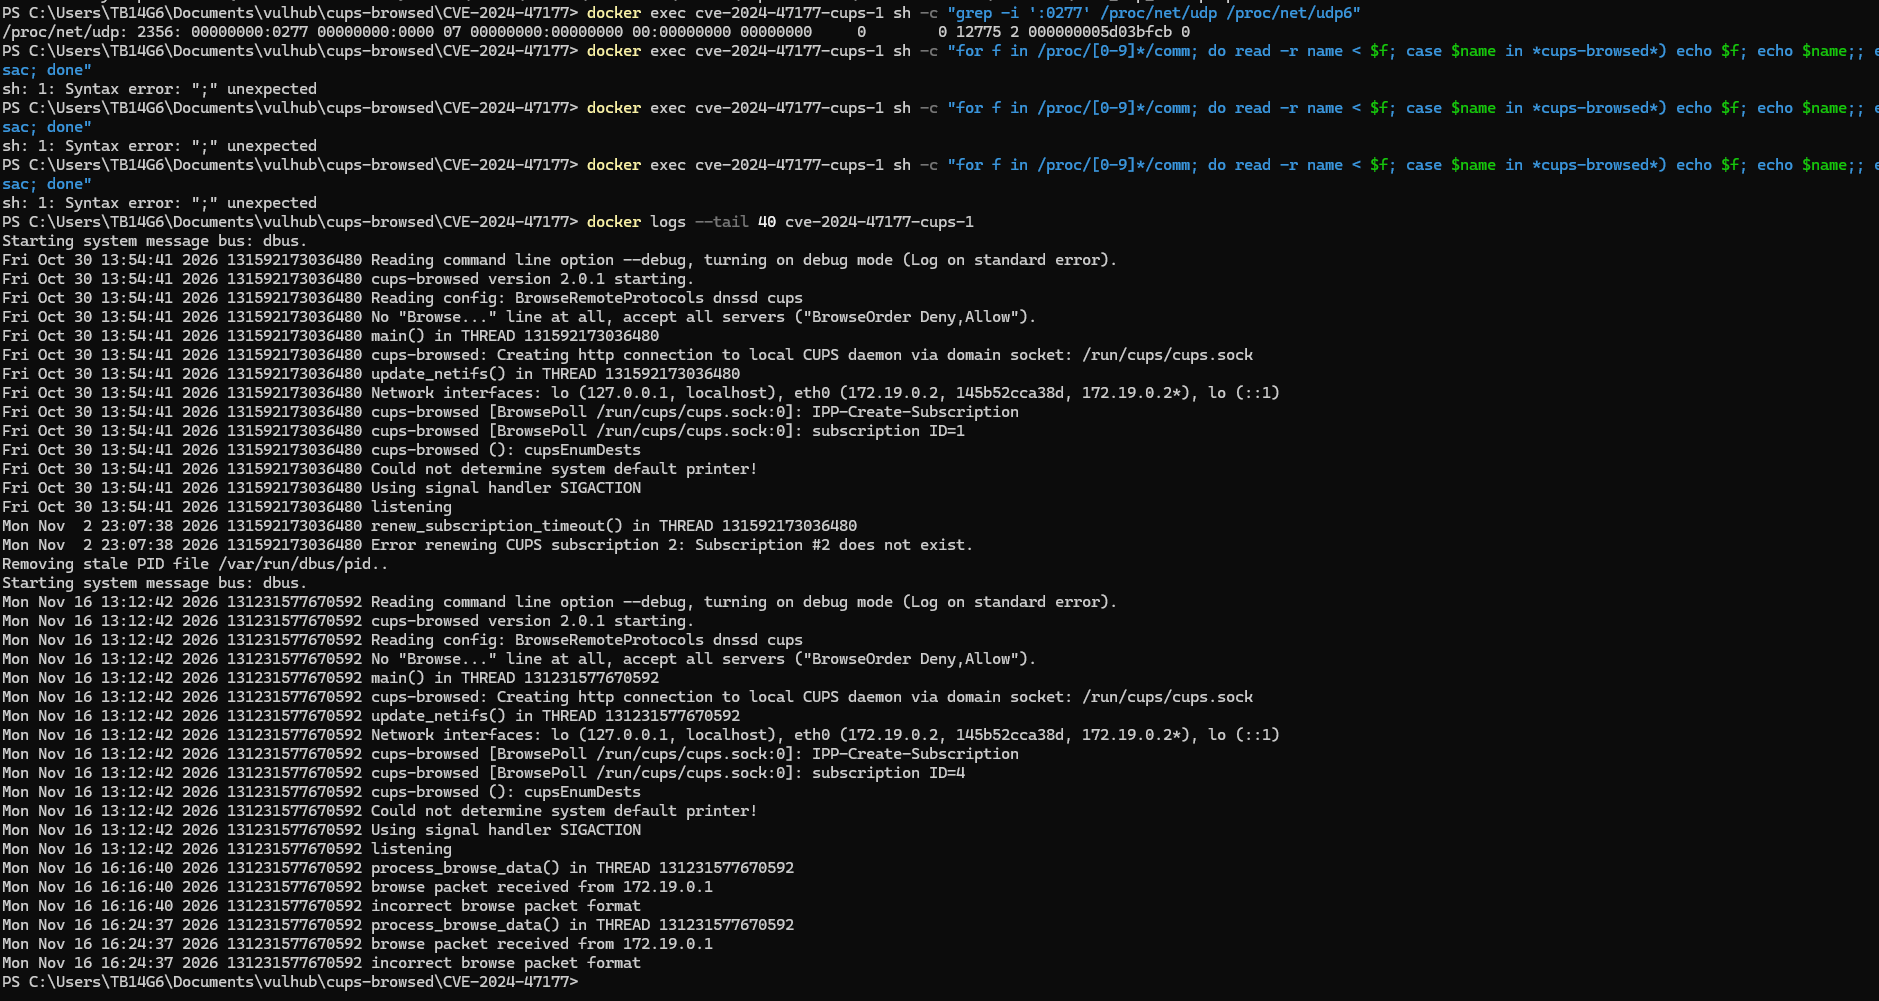 PS C:\Users\TB14G6\Documents\vulhub\cups-browsed\CVE-2024-47177> docker exec cve-2024-47177-cups-1 sh -c "grep -i ':0277' /proc/net/udp /proc/net/udp6"
/proc/net/udp: 2356: 00000000:0277 00000000:0000 07 00000000:00000000 00:00000000 00000000     0        0 12775 2 000000005d03bfcb 0
PS C:\Users\TB14G6\Documents\vulhub\cups-browsed\CVE-2024-47177> docker exec cve-2024-47177-cups-1 sh -c "for f in /proc/[0-9]*/comm; do read -r name < $f; case $name in *cups-browsed*) echo $f; echo $name;; e
sac; done"
sh: 1: Syntax error: ";" unexpected
PS C:\Users\TB14G6\Documents\vulhub\cups-browsed\CVE-2024-47177> docker exec cve-2024-47177-cups-1 sh -c "for f in /proc/[0-9]*/comm; do read -r name < $f; case $name in *cups-browsed*) echo $f; echo $name;; e
sac; done"
sh: 1: Syntax error: ";" unexpected
PS C:\Users\TB14G6\Documents\vulhub\cups-browsed\CVE-2024-47177> docker exec cve-2024-47177-cups-1 sh -c "for f in /proc/[0-9]*/comm; do read -r name < $f; case $name in *cups-browsed*) echo $f; echo $name;; e
sac; done"
sh: 1: Syntax error: ";" unexpected
PS C:\Users\TB14G6\Documents\vulhub\cups-browsed\CVE-2024-47177> docker logs --tail 40 cve-2024-47177-cups-1
Starting system message bus: dbus.
Fri Oct 30 13:54:41 2026 131592173036480 Reading command line option --debug, turning on debug mode (Log on standard error).
Fri Oct 30 13:54:41 2026 131592173036480 cups-browsed version 2.0.1 starting.
Fri Oct 30 13:54:41 2026 131592173036480 Reading config: BrowseRemoteProtocols dnssd cups
Fri Oct 30 13:54:41 2026 131592173036480 No "Browse..." line at all, accept all servers ("BrowseOrder Deny,Allow").
Fri Oct 30 13:54:41 2026 131592173036480 main() in THREAD 131592173036480
Fri Oct 30 13:54:41 2026 131592173036480 cups-browsed: Creating http connection to local CUPS daemon via domain socket: /run/cups/cups.sock
Fri Oct 30 13:54:41 2026 131592173036480 update_netifs() in THREAD 131592173036480
Fri Oct 30 13:54:41 2026 131592173036480 Network interfaces: lo (127.0.0.1, localhost), eth0 (172.19.0.2, 145b52cca38d, 172.19.0.2*), lo (::1)
Fri Oct 30 13:54:41 2026 131592173036480 cups-browsed [BrowsePoll /run/cups/cups.sock:0]: IPP-Create-Subscription
Fri Oct 30 13:54:41 2026 131592173036480 cups-browsed [BrowsePoll /run/cups/cups.sock:0]: subscription ID=1
Fri Oct 30 13:54:41 2026 131592173036480 cups-browsed (): cupsEnumDests
Fri Oct 30 13:54:41 2026 131592173036480 Could not determine system default printer!
Fri Oct 30 13:54:41 2026 131592173036480 Using signal handler SIGACTION
Fri Oct 30 13:54:41 2026 131592173036480 listening
Mon Nov  2 23:07:38 2026 131592173036480 renew_subscription_timeout() in THREAD 131592173036480
Mon Nov  2 23:07:38 2026 131592173036480 Error renewing CUPS subscription 2: Subscription #2 does not exist.
Removing stale PID file /var/run/dbus/pid..
Starting system message bus: dbus.
Mon Nov 16 13:12:42 2026 131231577670592 Reading command line option --debug, turning on debug mode (Log on standard error).
Mon Nov 16 13:12:42 2026 131231577670592 cups-browsed version 2.0.1 starting.
Mon Nov 16 13:12:42 2026 131231577670592 Reading config: BrowseRemoteProtocols dnssd cups
Mon Nov 16 13:12:42 2026 131231577670592 No "Browse..." line at all, accept all servers ("BrowseOrder Deny,Allow").
Mon Nov 16 13:12:42 2026 131231577670592 main() in THREAD 131231577670592
Mon Nov 16 13:12:42 2026 131231577670592 cups-browsed: Creating http connection to local CUPS daemon via domain socket: /run/cups/cups.sock
Mon Nov 16 13:12:42 2026 131231577670592 update_netifs() in THREAD 131231577670592
Mon Nov 16 13:12:42 2026 131231577670592 Network interfaces: lo (127.0.0.1, localhost), eth0 (172.19.0.2, 145b52cca38d, 172.19.0.2*), lo (::1)
Mon Nov 16 13:12:42 2026 131231577670592 cups-browsed [BrowsePoll /run/cups/cups.sock:0]: IPP-Create-Subscription
Mon Nov 16 13:12:42 2026 131231577670592 cups-browsed [BrowsePoll /run/cups/cups.sock:0]: subscription ID=4
Mon Nov 16 13:12:42 2026 131231577670592 cups-browsed (): cupsEnumDests
Mon Nov 16 13:12:42 2026 131231577670592 Could not determine system default printer!
Mon Nov 16 13:12:42 2026 131231577670592 Using signal handler SIGACTION
Mon Nov 16 13:12:42 2026 131231577670592 listening
Mon Nov 16 16:16:40 2026 131231577670592 process_browse_data() in THREAD 131231577670592
Mon Nov 16 16:16:40 2026 131231577670592 browse packet received from 172.19.0.1
Mon Nov 16 16:16:40 2026 131231577670592 incorrect browse packet format
Mon Nov 16 16:24:37 2026 131231577670592 process_browse_data() in THREAD 131231577670592
Mon Nov 16 16:24:37 2026 131231577670592 browse packet received from 172.19.0.1
Mon Nov 16 16:24:37 2026 131231577670592 incorrect browse packet format
PS C:\Users\TB14G6\Documents\vulhub\cups-browsed\CVE-2024-47177>